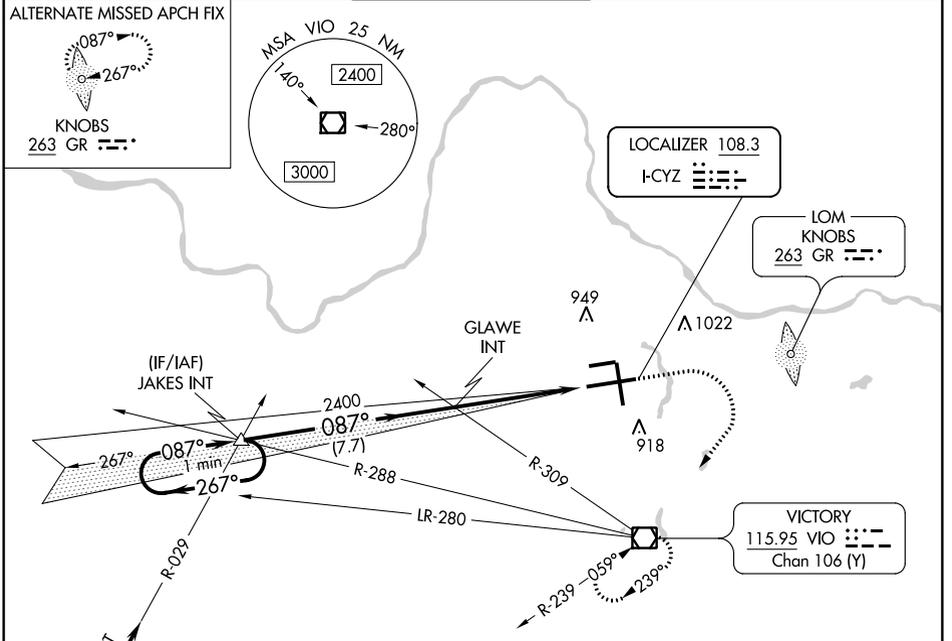 ALTERNATE MISSED APCH FIX
087°
267°
KNOBS
263 GR
MSA VIO 25 NM
2400
140°
280°
3000
LOCALIZER 108.3
I-CYZ
LOM
KNOBS
263 GR
949
1022
918
GLAWE
INT
(IF/IAF)
JAKES INT
2400
087°
(7.7)
267°
087°
1 min
267°
R-288
R-309
LR-280
R-029
VICTORY
115.95 VIO
Chan 106 (Y)
R-239
059°
239°
T